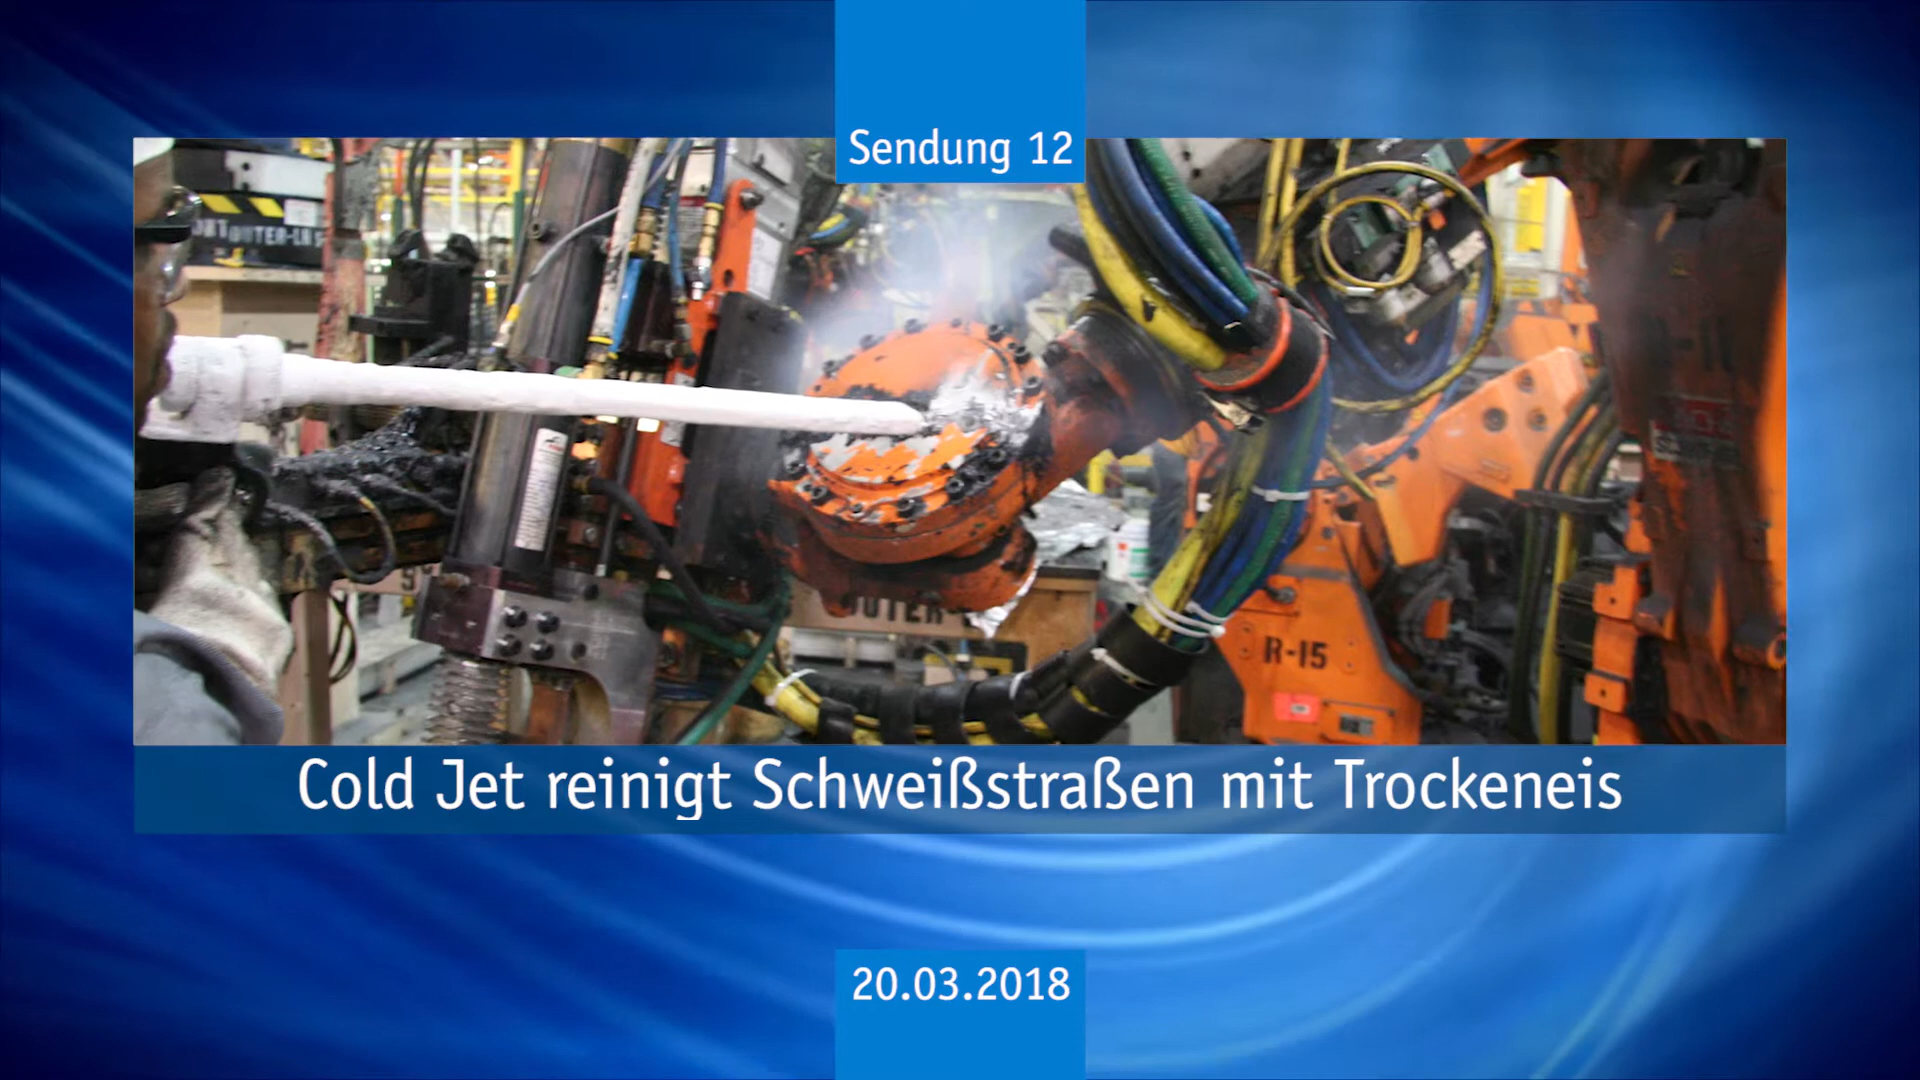 Sendung 12
Cold Jet reinigt Schweißstraßen mit Trockeneis
R-15
20.03.2018